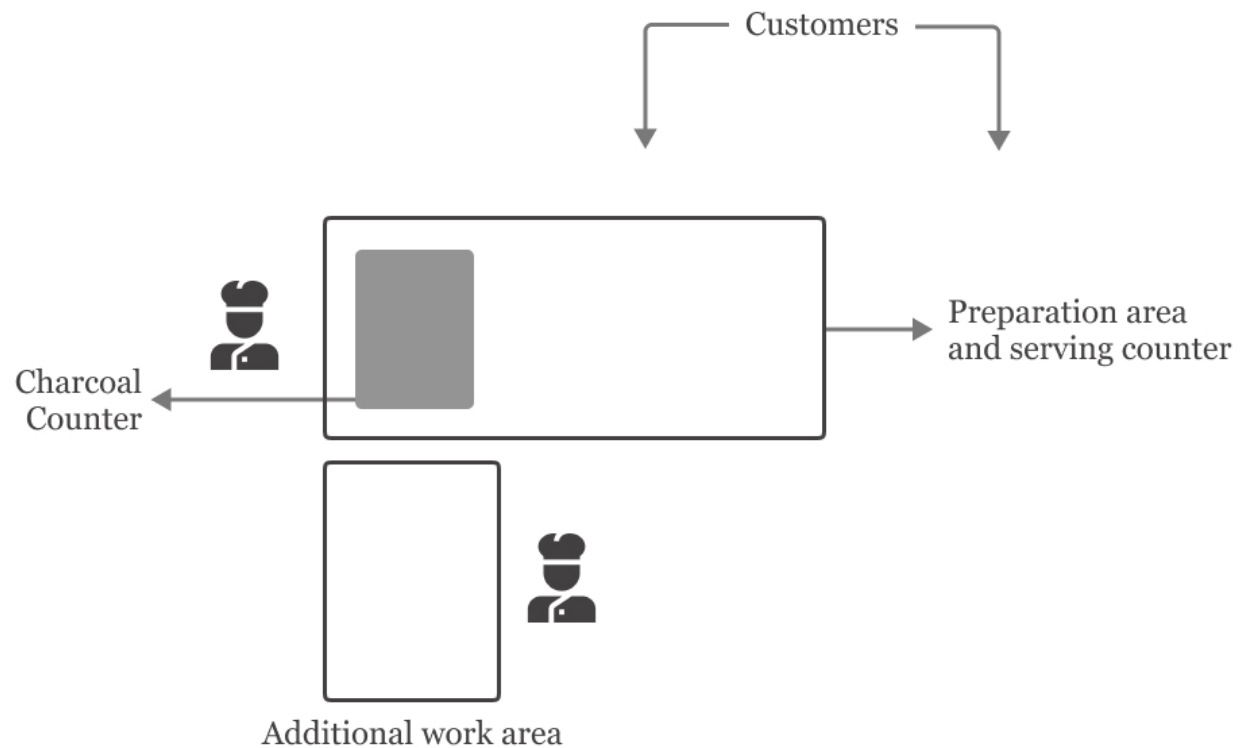 Customers
Preparation area
and serving counter
Charcoal
Counter
Additional work area